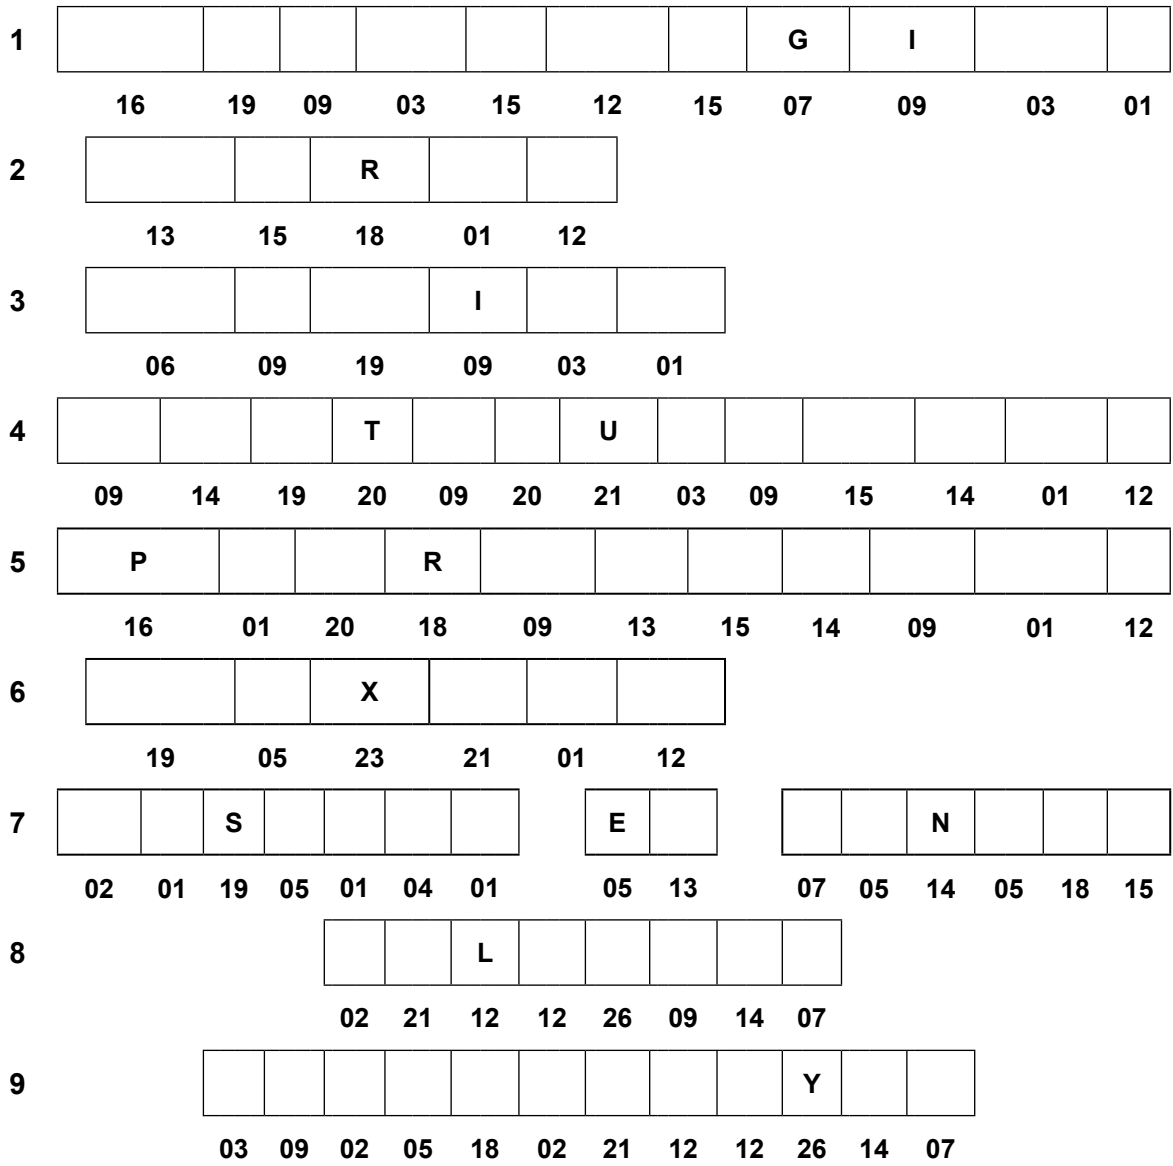 1 G I
16 19 09 03 15 12 15 07 09 03 01
2 R
13 15 18 01 12
3 I
06 09 19 09 03 01
4 T U
09 14 19 20 09 20 21 03 09 15 14 01 12
5 P R
16 01 20 18 09 13 15 14 09 01 12
6 X
19 05 23 21 01 12
7 S E N
02 01 19 05 01 04 01 05 13 07 05 14 05 18 15
8 L
02 21 12 12 26 09 14 07
9 Y
03 09 02 05 18 02 21 12 12 26 14 07